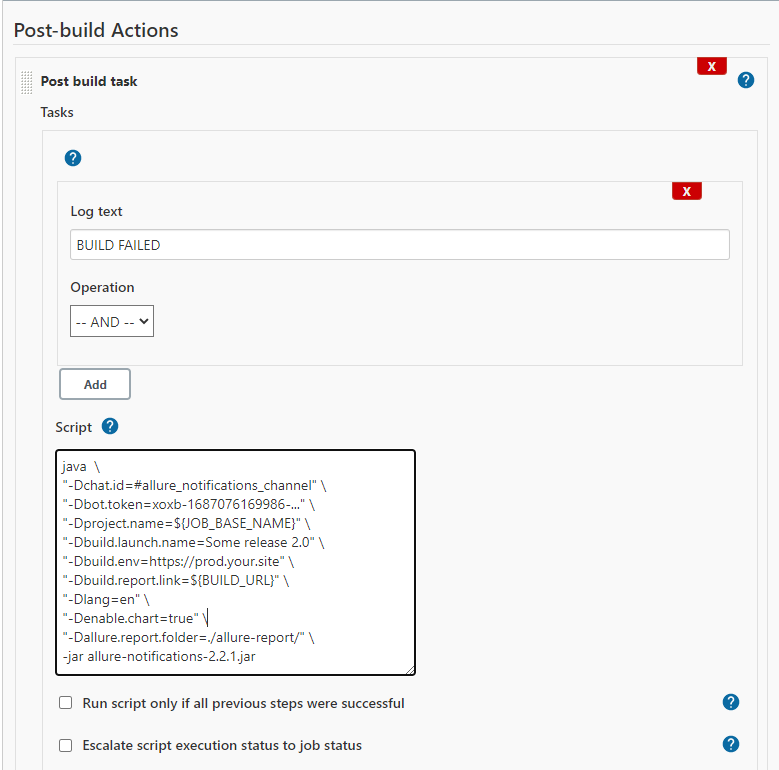 Post-build Actions
X
Post build task
?
Tasks
?
X
Log text
BUILD FAILED
Operation
-- AND --
Add
Script ?
java \
"-Dchat.id=#allure_notifications_channel" \
"-Dbot.token=xoxb-1687076169986-..." \
"-Dproject.name=${JOB_BASE_NAME}" \
"-Dbuild.launch.name=Some release 2.0" \
"-Dbuild.env=https://prod.your.site" \
"-Dbuild.report.link=${BUILD_URL}" \
"-Dlang=en" \
"-Denable.chart=true" \
"-Dallure.report.folder=./allure-report/" \
-jar allure-notifications-2.2.1.jar
Run script only if all previous steps were successful ?
Escalate script execution status to job status ?